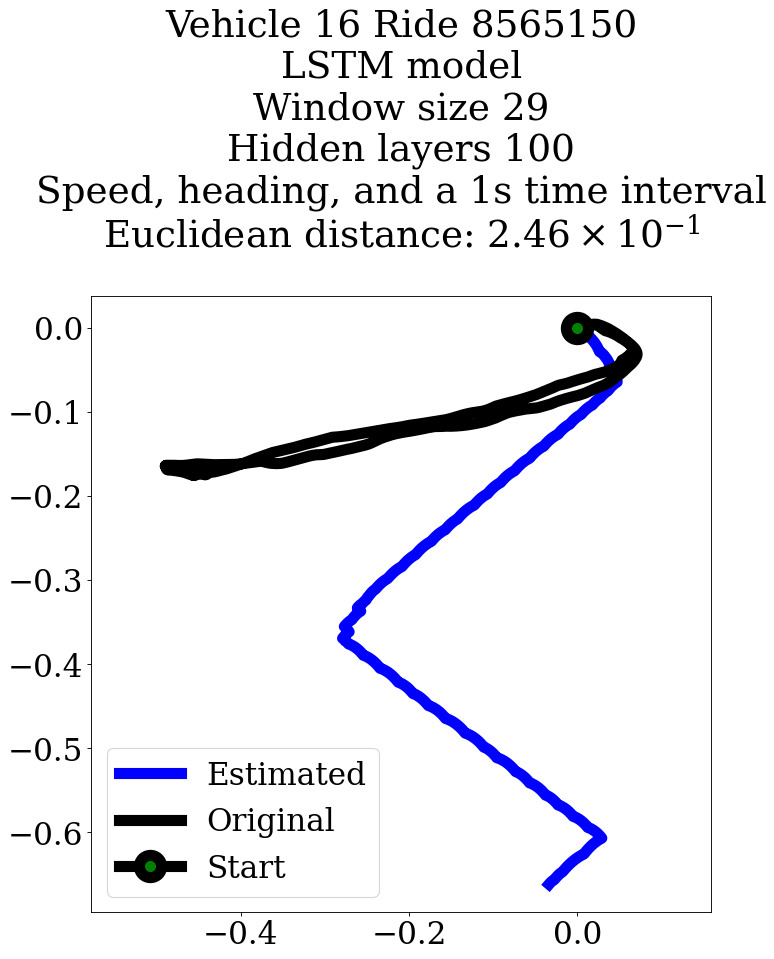 Vehicle 16 Ride 8565150
LSTM model
Window size 29
Hidden layers 100
Speed, heading, and a 1s time interval
Euclidean distance: $2.46 \times 10^{-1}$
0.0
−0.1
−0.2
−0.3
−0.4
−0.5
−0.6
Estimated
Original
Start
−0.4 −0.2 0.0